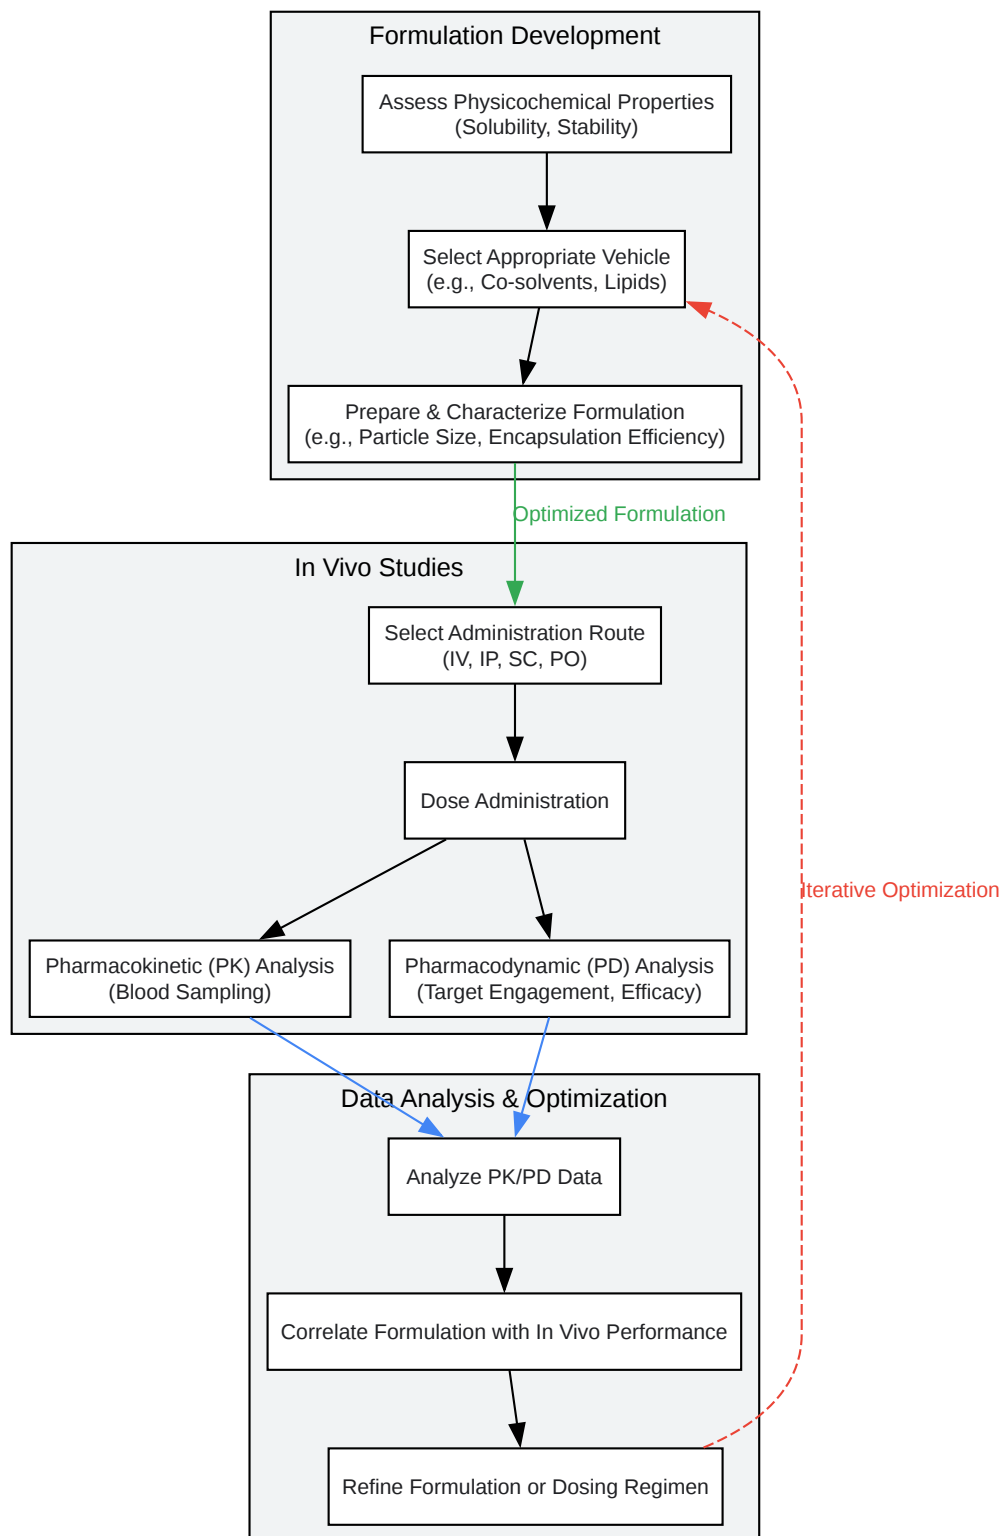 Formulation Development
Assess Physicochemical Properties
(Solubility, Stability)
Select Appropriate Vehicle
(e.g., Co-solvents, Lipids)
Prepare & Characterize Formulation
(e.g., Particle Size, Encapsulation Efficiency)
Optimized Formulation
In Vivo Studies
Select Administration Route
(IV, IP, SC, PO)
Dose Administration
Iterative Optimization
Pharmacokinetic (PK) Analysis
(Blood Sampling)
Pharmacodynamic (PD) Analysis
(Target Engagement, Efficacy)
Data Analysis & Optimization
Analyze PK/PD Data
Correlate Formulation with In Vivo Performance
Refine Formulation or Dosing Regimen